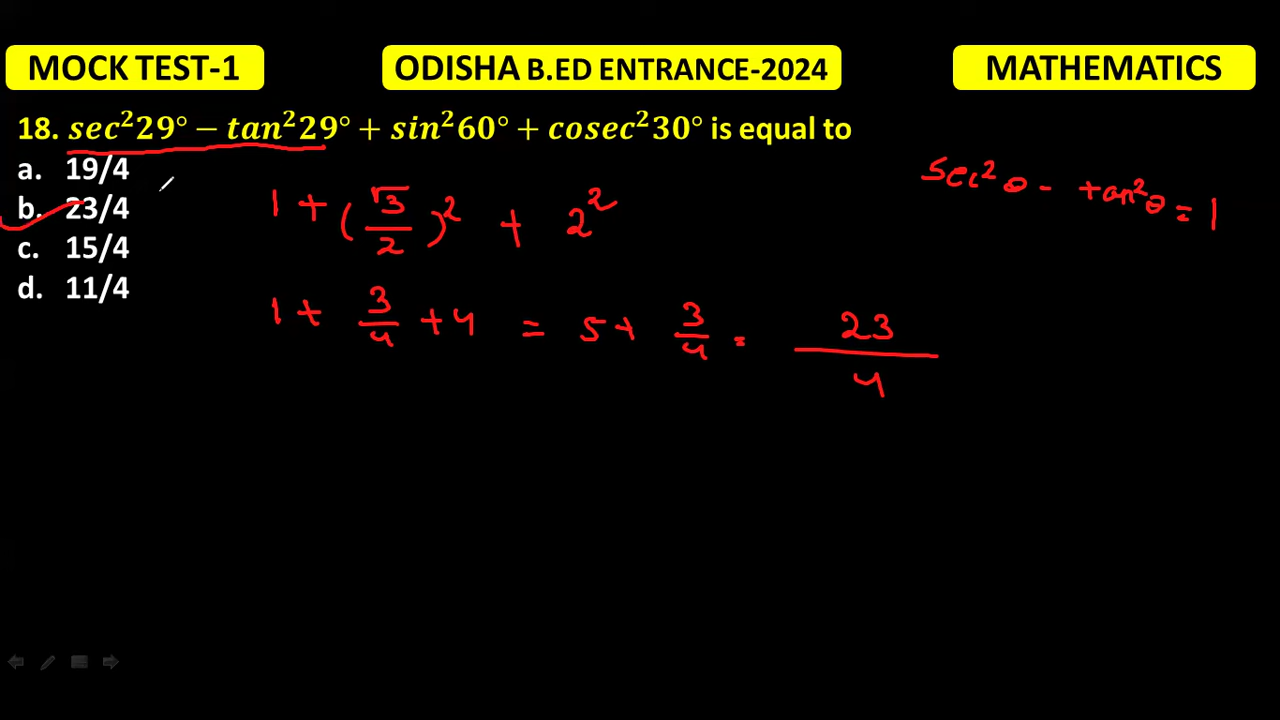 MOCK TEST-1
ODISHA B.ED ENTRANCE-2024
MATHEMATICS
18. sec²29° − tan²29° + sin²60° + cosec²30° is equal to
a. 19/4
b. 23/4
c. 15/4
d. 11/4
sec²θ - tan²θ = 1
1 + (√3/2)² + 2²
1 + 3/4 + 4 = 5 + 3/4 = 23/4